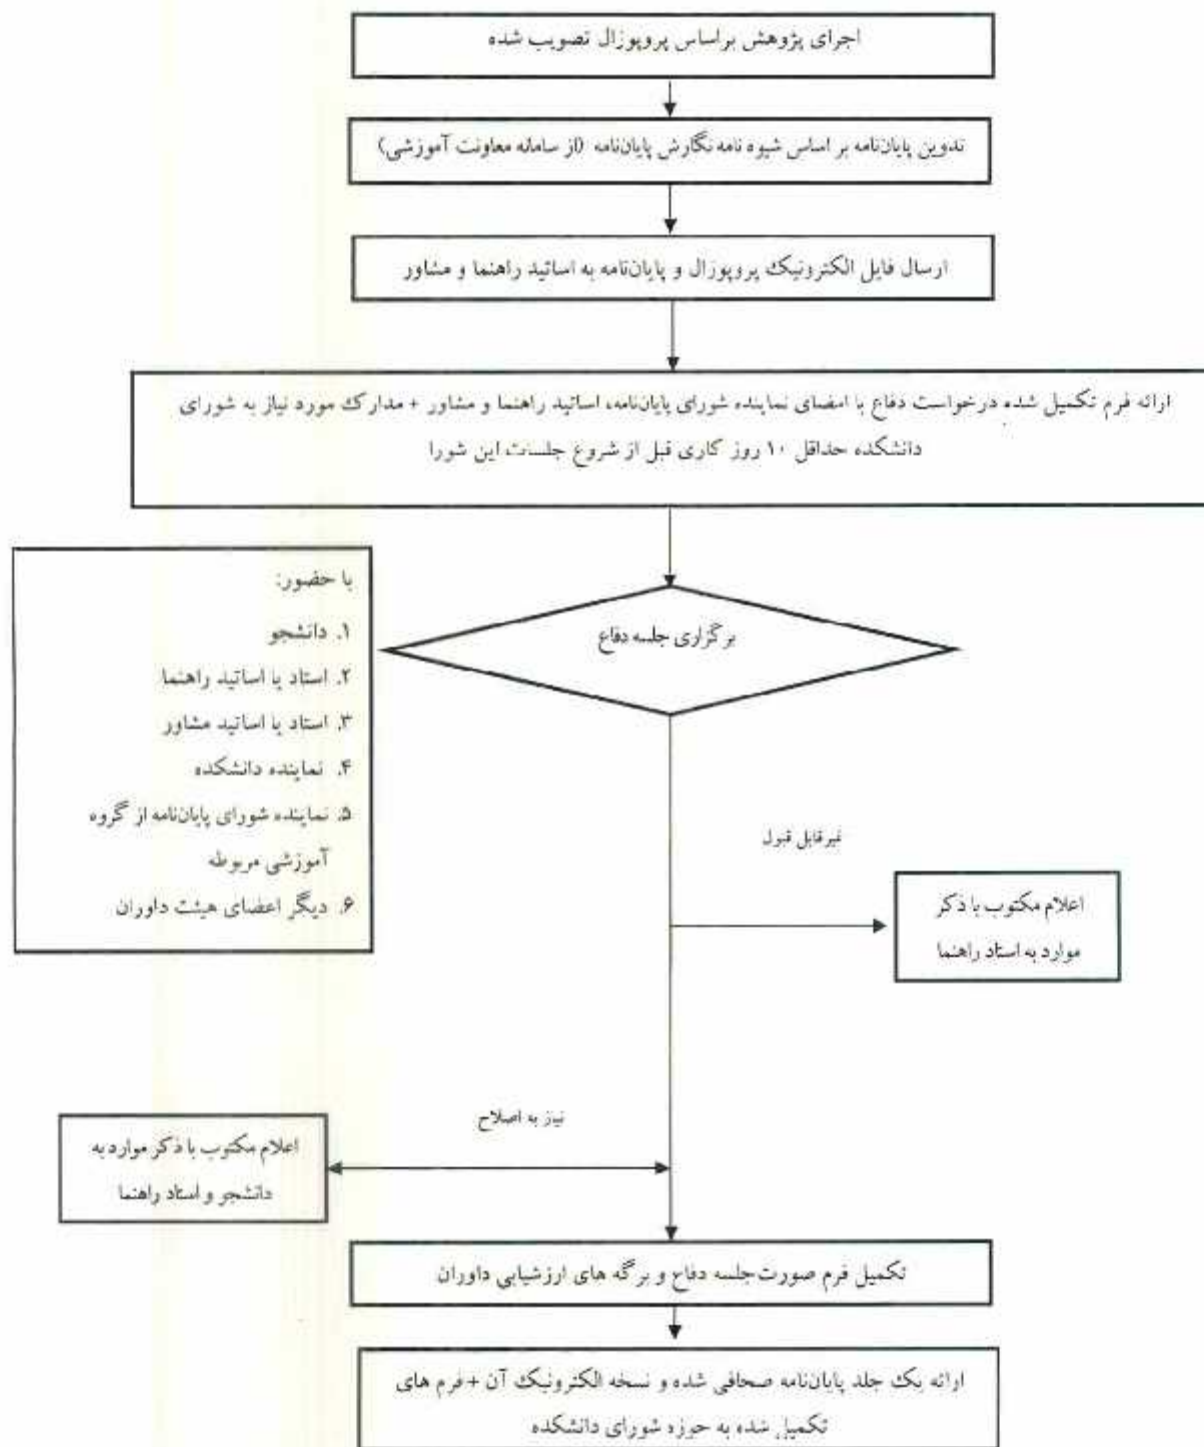 اجرای پژوهش براساس پروپوزال تصویب شده
تدوین پایان‌نامه بر اساس شیوه نامه نگارش پایان‌نامه (از سامانه معاونت آموزشی)
ارسال فایل الکترونیک پروپوزال و پایان‌نامه به اساتید راهنما و مشاور
ارائه فرم تکمیل شده درخواست دفاع با امضای نماینده شورای پایان‌نامه، اساتید راهنما و مشاور + مدارک مورد نیاز به شورای
دانشکده حداقل ۱۰ روز کاری قبل از شروع جلسات این شورا
برگزاری جلسه دفاع
با حضور:
۱. دانشجو
۲. استاد یا اساتید راهنما
۳. استاد یا اساتید مشاور
۴. نماینده دانشکده
۵. نماینده شورای پایان‌نامه از گروه
آموزشی مربوطه
۶. دیگر اعضای هیئت داوران
غیرقابل قبول
اعلام مکتوب با ذکر
موارد به استاد راهنما
نیاز به اصلاح
اعلام مکتوب با ذکر موارد به
دانشجو و استاد راهنما
تکمیل فرم صورت‌جلسه دفاع و برگه های ارزشیابی داوران
ارائه یک جلد پایان‌نامه صحافی شده و نسخه الکترونیک آن + فرم های
تکمیل شده به حوزه شورای دانشکده